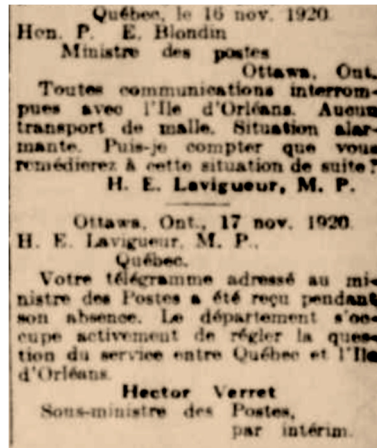 Québec, le 16 nov. 1920.
Hon. P. E. Blondin
Ministre des postes
Ottawa, Ont.
Toutes communications interrom-
pues avec l'Ile d'Orléans. Aucun
transport de malle. Situation alar-
mante. Puis-je compter que vous
remédierez à cette situation de suite?
H. E. Lavigueur, M. P.
Ottawa, Ont., 17 nov. 1920.
H. E. Lavigueur, M. P.,
Québec.
Votre télégramme adressé au mi-
nistre des Postes a été reçu pendant
son absence. Le département s'oc-
cupe activement de régler la ques-
tion du service entre Québec et l'Ile
d'Orléans.
Hector Verret
Sous-ministre des Postes,
par intérim.